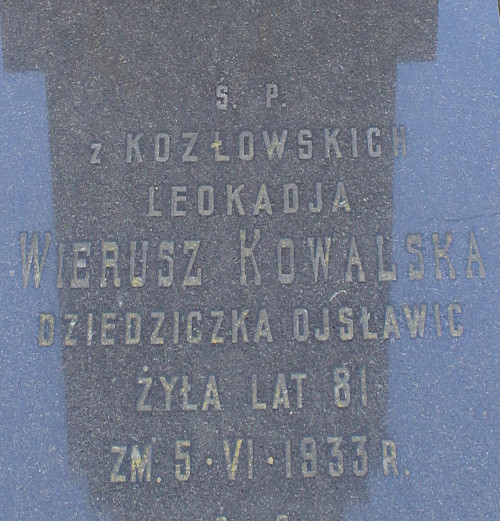 Ś. P.
z KOZŁOWSKICH
LEOKADJA
WIERUSZ KOWALSKA
DZIEDZICZKA OJSŁAWIC
ŻYŁA LAT 81
ZM. 5·VI·1933 R.